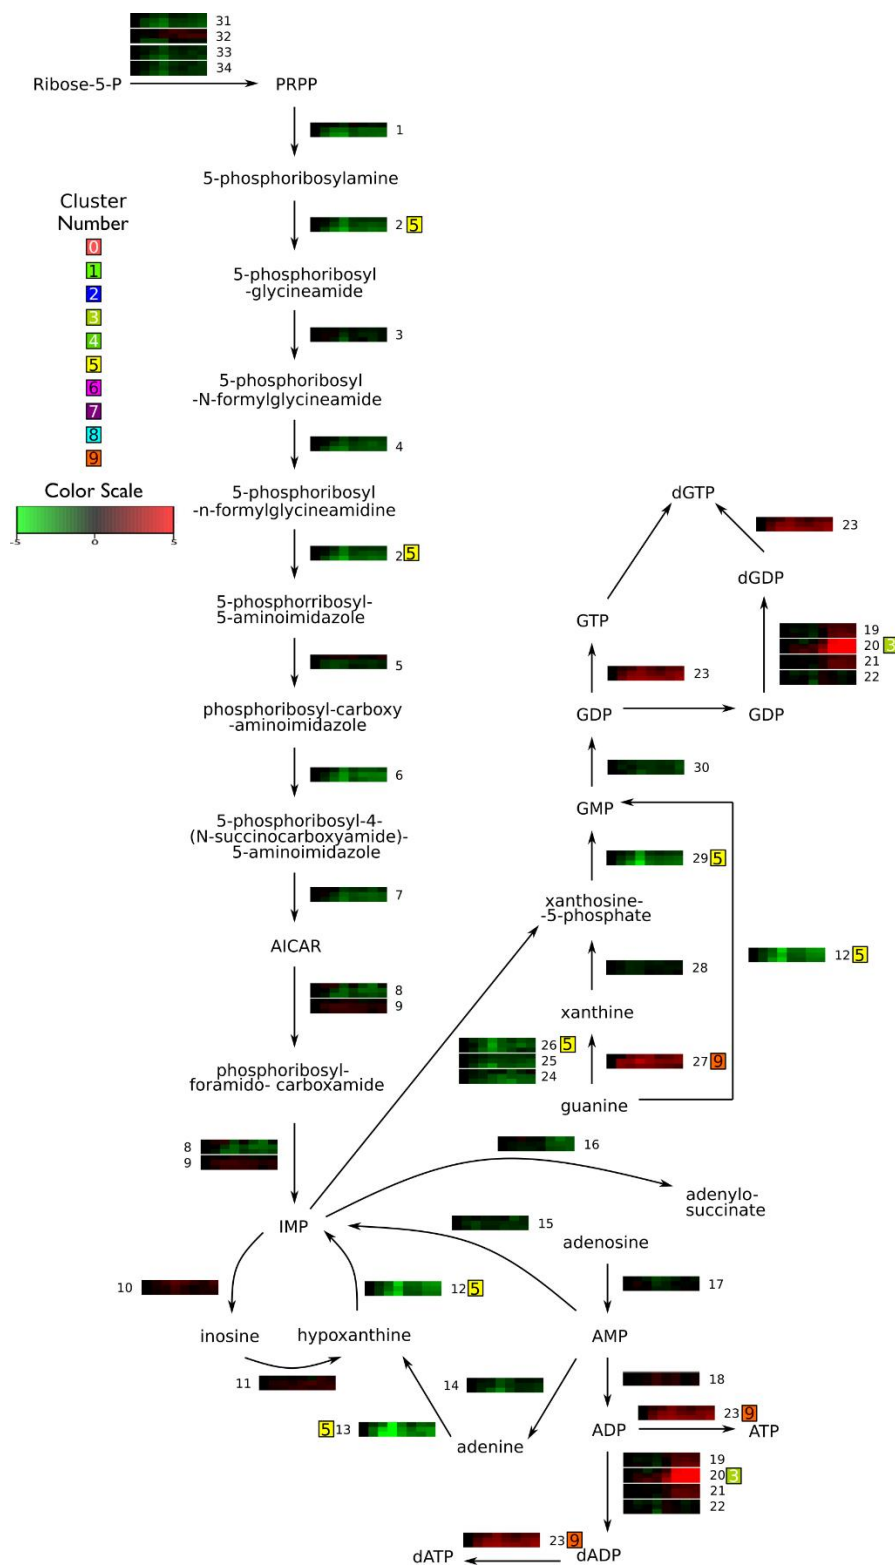 31
32
33
34
Ribose-5-P
PRPP
1
5-phosphoribosylamine
Cluster
Number
0
1
2
3
4
5
6
7
8
9
Color Scale
-5
0
5
2 5
5-phosphoribosyl
-glycineamide
3
5-phosphoribosyl
-N-formylglycineamide
4
5-phosphoribosyl
-n-formylglycineamidine
2 5
5-phosphorribosyl-
5-aminoimidazole
5
phosphoribosyl-carboxy
-aminoimidazole
6
5-phosphoribosyl-4-
(N-succinocarboxyamide)-
5-aminoimidazole
7
AICAR
8
9
phosphoribosyl-
foramido- carboxamide
8
9
IMP
dGTP
23
dGDP
GTP
19
20 3
21
22
23
GDP
GDP
30
GMP
29 5
xanthosine-
-5-phosphate
12 5
28
xanthine
26 5
25
24
27 9
guanine
16
adenylo-
succinate
15
adenosine
10
12 5
17
inosine
hypoxanthine
AMP
11
14
18
5 13
adenine
23 9
ADP
ATP
19
20 3
21
22
23 9
dATP
dADP